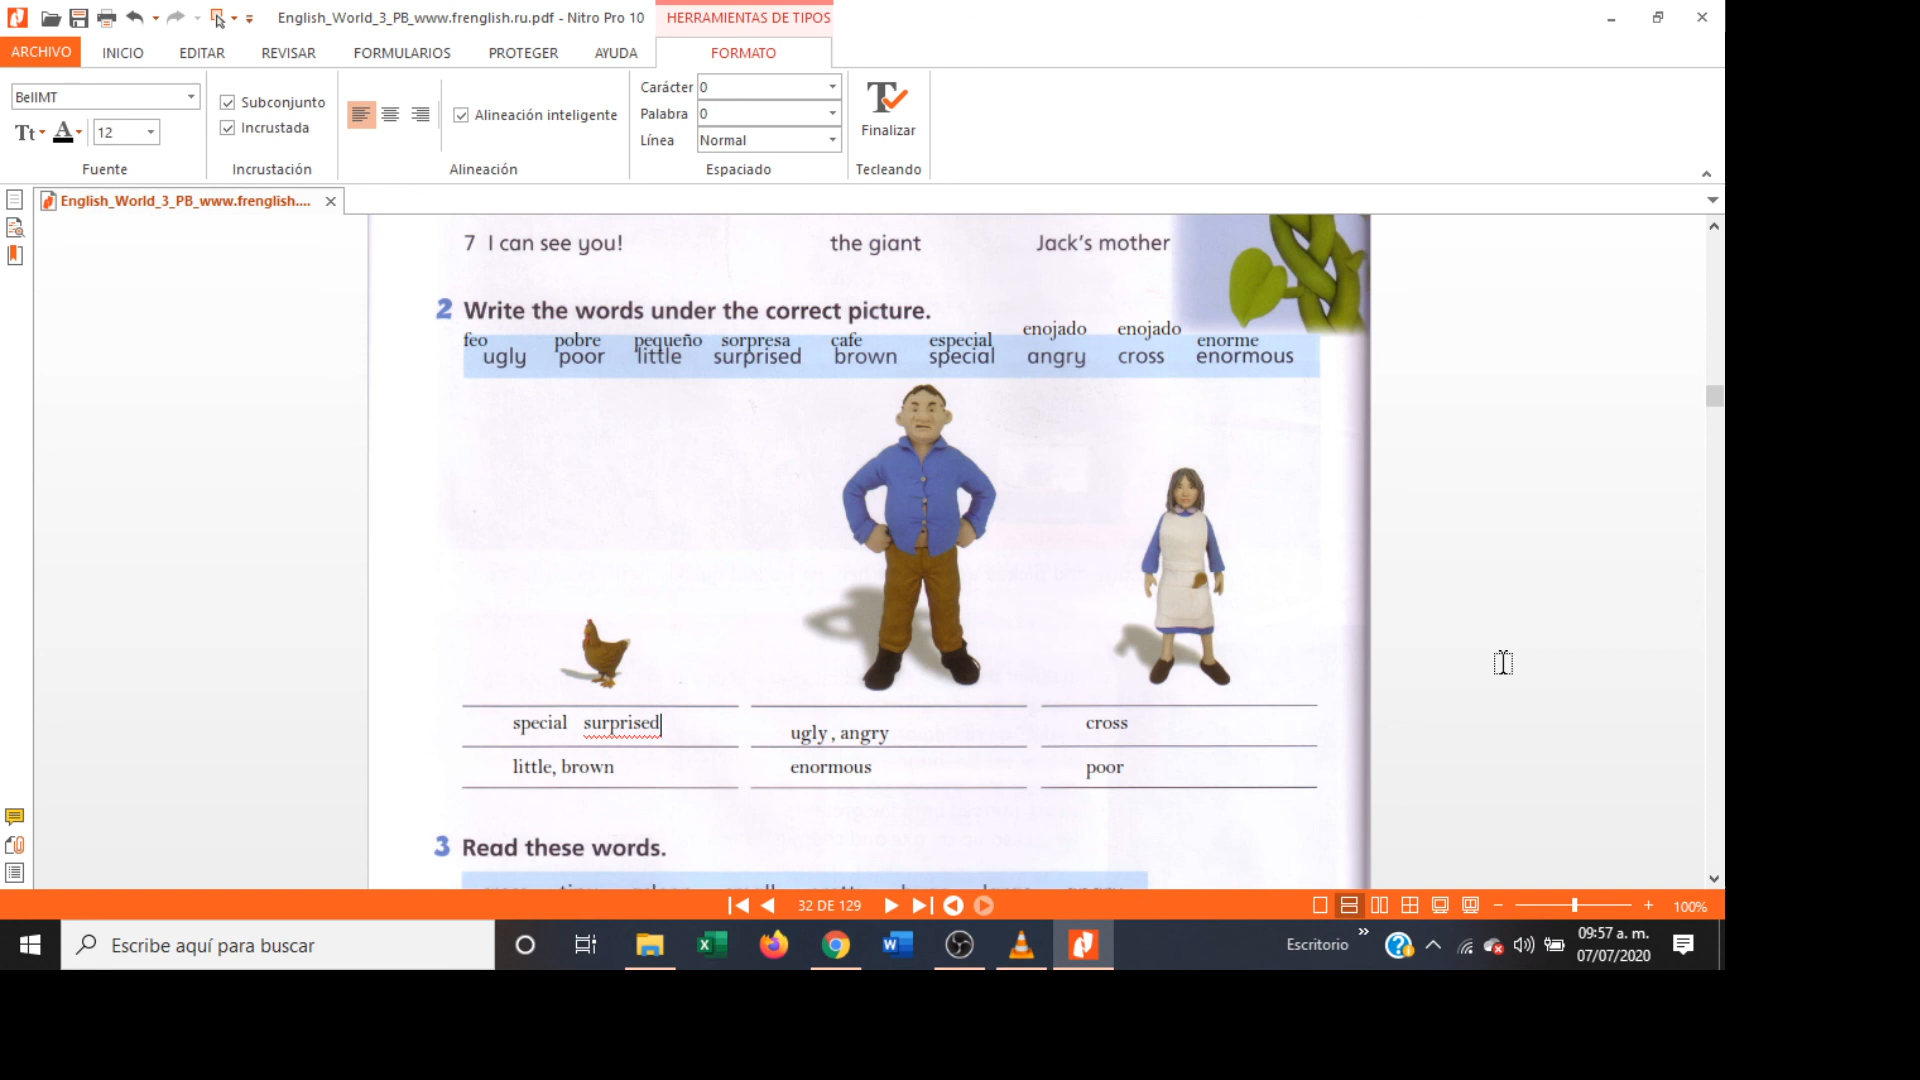 English_World_3_PB_www.frenglish.ru.pdf - Nitro Pro 10
HERRAMIENTAS DE TIPOS
ARCHIVO INICIO EDITAR REVISAR FORMULARIOS PROTEGER AYUDA FORMATO
BellMT
Subconjunto
Incrustada
12
Alineación inteligente
Carácter 0
Palabra 0
Línea Normal
Finalizar
Fuente Incrustación Alineación Espaciado Tecleando
English_World_3_PB_www.frenglish....
7 I can see you! the giant Jack's mother
2 Write the words under the correct picture.
feo pobre pequeño sorpresa cafe especial enojado enojado enorme
ugly poor little surprised brown special angry cross enormous
special surprised ugly , angry cross
little, brown enormous poor
3 Read these words.
32 DE 129
100%
Escribe aquí para buscar
Escritorio
09:57 a. m.
07/07/2020